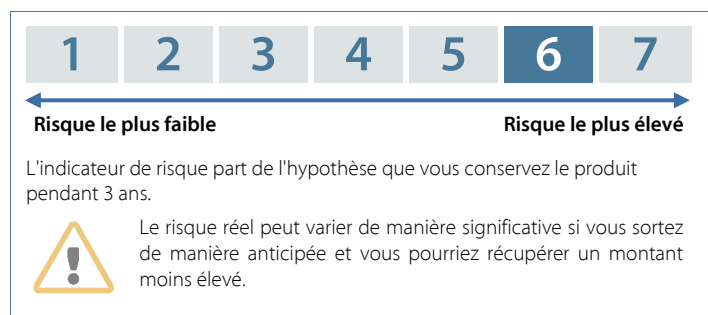 1 2 3 4 5 6 7
Risque le plus faible Risque le plus élevé
L'indicateur de risque part de l'hypothèse que vous conservez le produit
pendant 3 ans.
Le risque réel peut varier de manière significative si vous sortez
de manière anticipée et vous pourriez récupérer un montant
moins élevé.